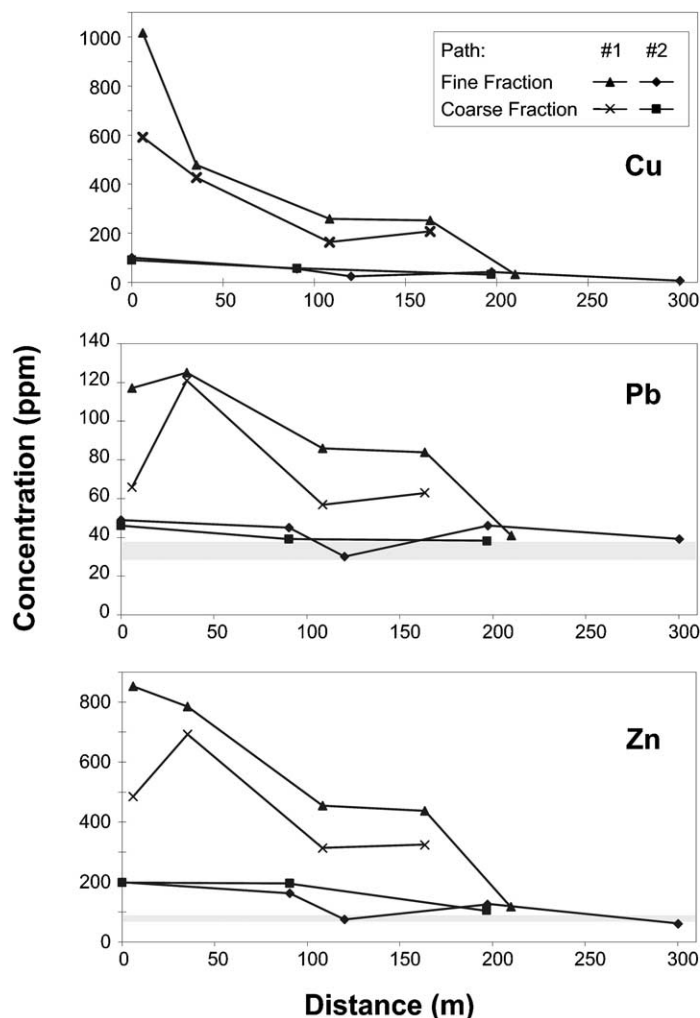 1000
800
600
400
200
0
0 50 100 150 200 250 300
Path: #1 #2
Fine Fraction
Coarse Fraction
Cu
140
120
100
80
60
40
20
0
0 50 100 150 200 250 300
Pb
Concentration (ppm)
800
600
400
200
0
0 50 100 150 200 250 300
Zn
Distance (m)